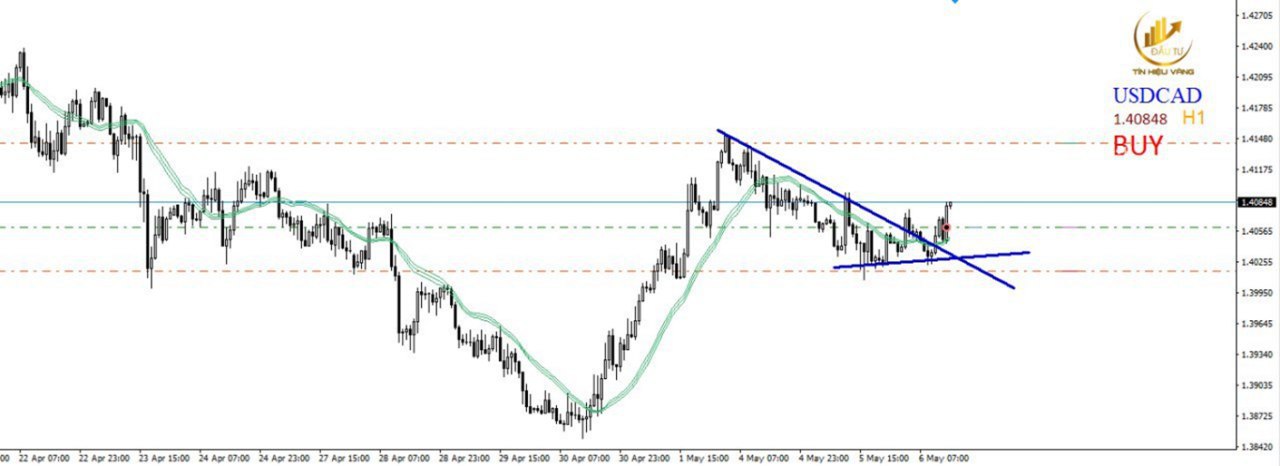 1.42705
1.42400
1.42095
1.41785
1.41480
1.41175
1.40848
1.40565
1.40255
1.39950
1.39645
1.39340
1.39035
1.38725
1.38420
ĐẦU TƯ
TÍN HIỆU VÀNG
USDCAD
1.40848 H1
BUY
:00 22 Apr 07:00 22 Apr 23:00 23 Apr 15:00 24 Apr 07:00 24 Apr 23:00 27 Apr 15:00 28 Apr 07:00 28 Apr 23:00 29 Apr 15:00 30 Apr 07:00 30 Apr 23:00 1 May 15:00 4 May 07:00 4 May 23:00 5 May 15:00 6 May 07:00